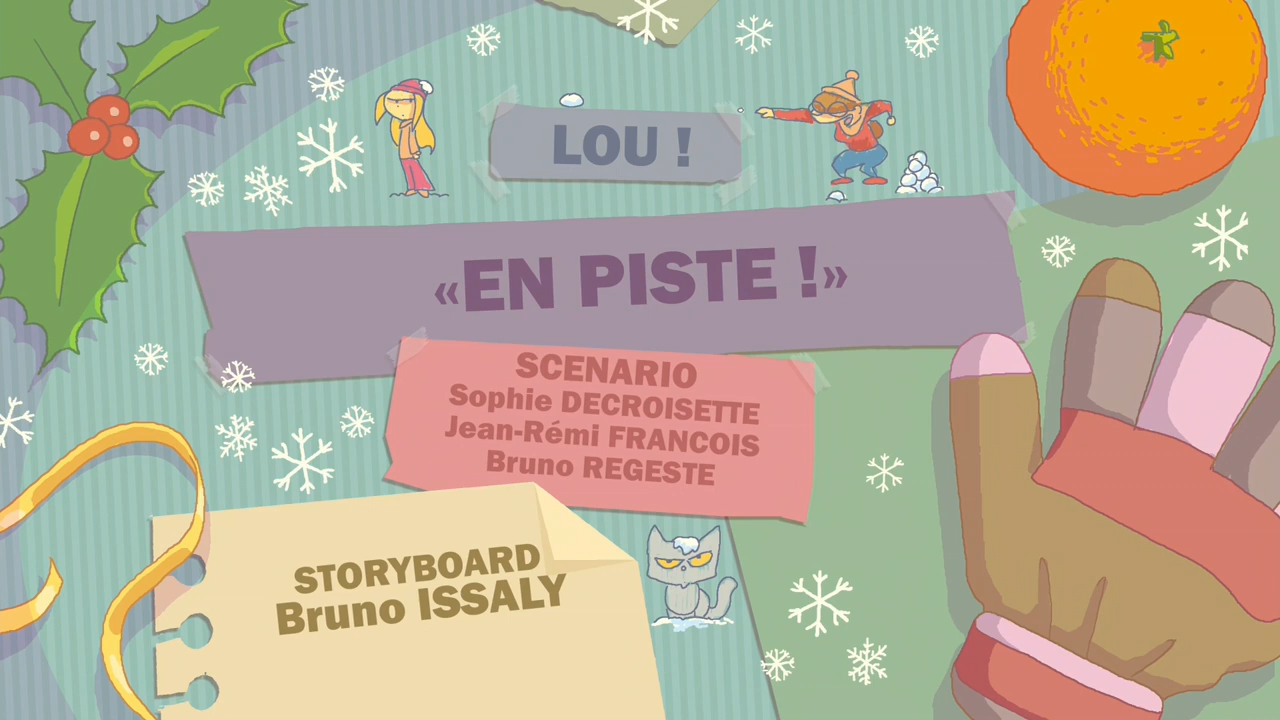 LOU !
«EN PISTE !»
SCENARIO
Sophie DECROISETTE
Jean-Rémi FRANCOIS
Bruno REGESTE
STORYBOARD
Bruno ISSALY